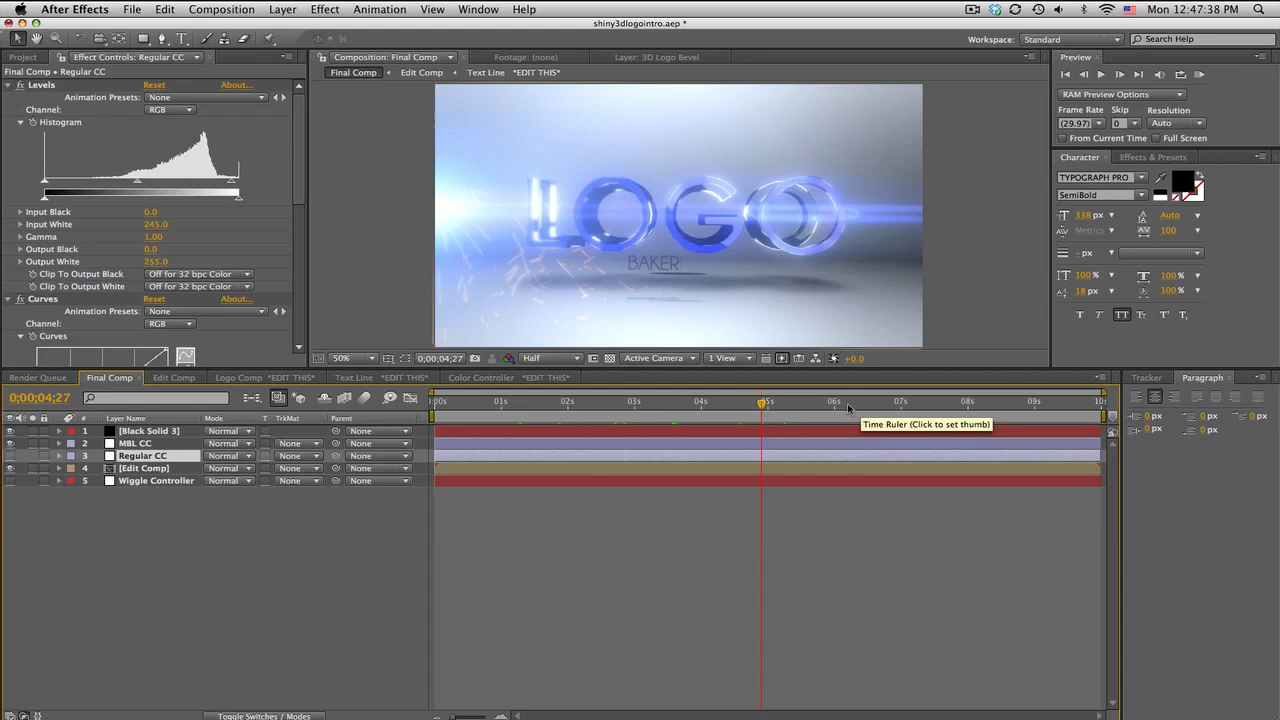 After Effects File Edit Composition Layer Effect Animation View Window Help Mon 12:47:38 PM
shiny3dlogointro.aep *
Workspace: Standard Search Help
Project Effect Controls: Regular CC Composition: Final Comp Footage: (none) Layer: 3D Logo Bevel Preview
Final Comp • Regular CC Final Comp Edit Comp Text Line *EDIT THIS*
Levels Reset About...
Animation Presets: None
Channel: RGB
Histogram
Input Black 0.0
Input White 245.0
Gamma 1.00
Output Black 0.0
Output White 255.0
Clip To Output Black Off for 32 bpc Color
Clip To Output White Off for 32 bpc Color
Curves Reset About...
Animation Presets: None
Channel: RGB
Curves
LOGO
BAKER
50% 0;00;04;27 Half Active Camera 1 View +0.0
RAM Preview Options
Frame Rate Skip Resolution
(29.97) 0 Auto
From Current Time Full Screen
Character Effects & Presets
TYPOGRAPH PRO
SemiBold
338 px Auto
Metrics 100
- px
100% 100%
18 px 100%
T T TT Tr T' T,
Render Queue Final Comp Edit Comp Logo Comp *EDIT THIS* Text Line *EDIT THIS* Color Controller *EDIT THIS* Tracker Paragraph
0;00;04;27 :00s 01s 02s 03s 04s 05s 06s 07s 08s 09s 10s
# Layer Name Mode T TrkMat Parent
Time Ruler (Click to set thumb)
1 [Black Solid 3] Normal None
2 MBL CC Normal None None
3 Regular CC Normal None None
4 [Edit Comp] Normal None None
5 Wiggle Controller Normal None None
0 px 0 px 0 px
0 px 0 px
Toggle Switches / Modes